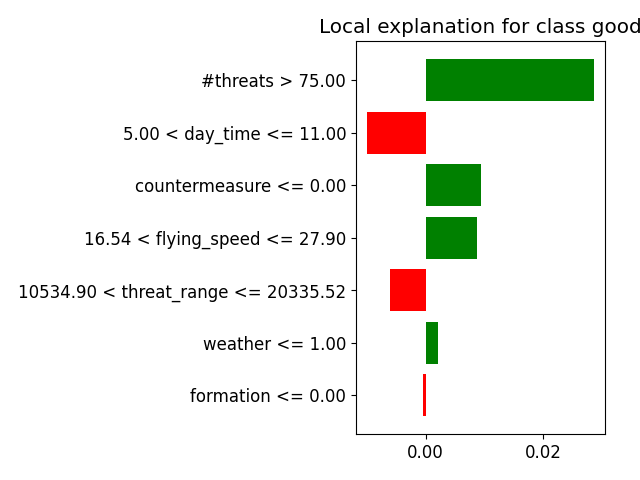 Local explanation for class good
#threats > 75.00
5.00 < day_time <= 11.00
countermeasure <= 0.00
16.54 < flying_speed <= 27.90
10534.90 < threat_range <= 20335.52
weather <= 1.00
formation <= 0.00
0.00 0.02